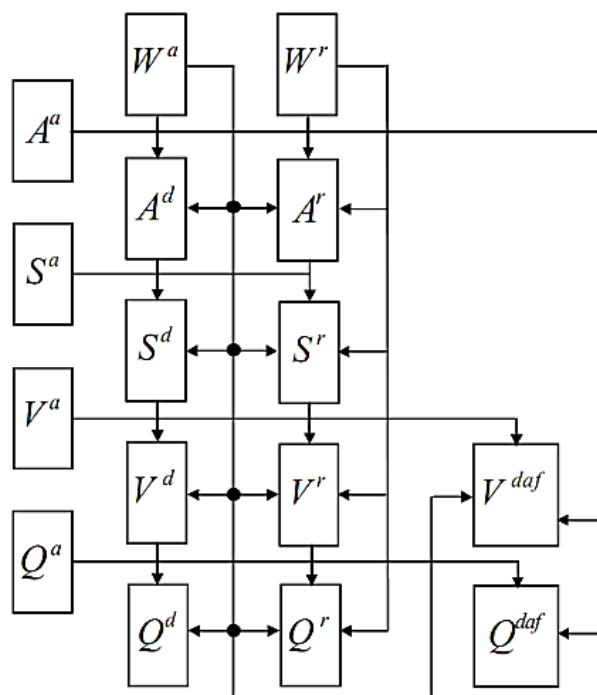 W^a W^r
A^a
A^d A^r
S^a
S^d S^r
V^a
V^d V^r V^daf
Q^a
Q^d Q^r Q^daf